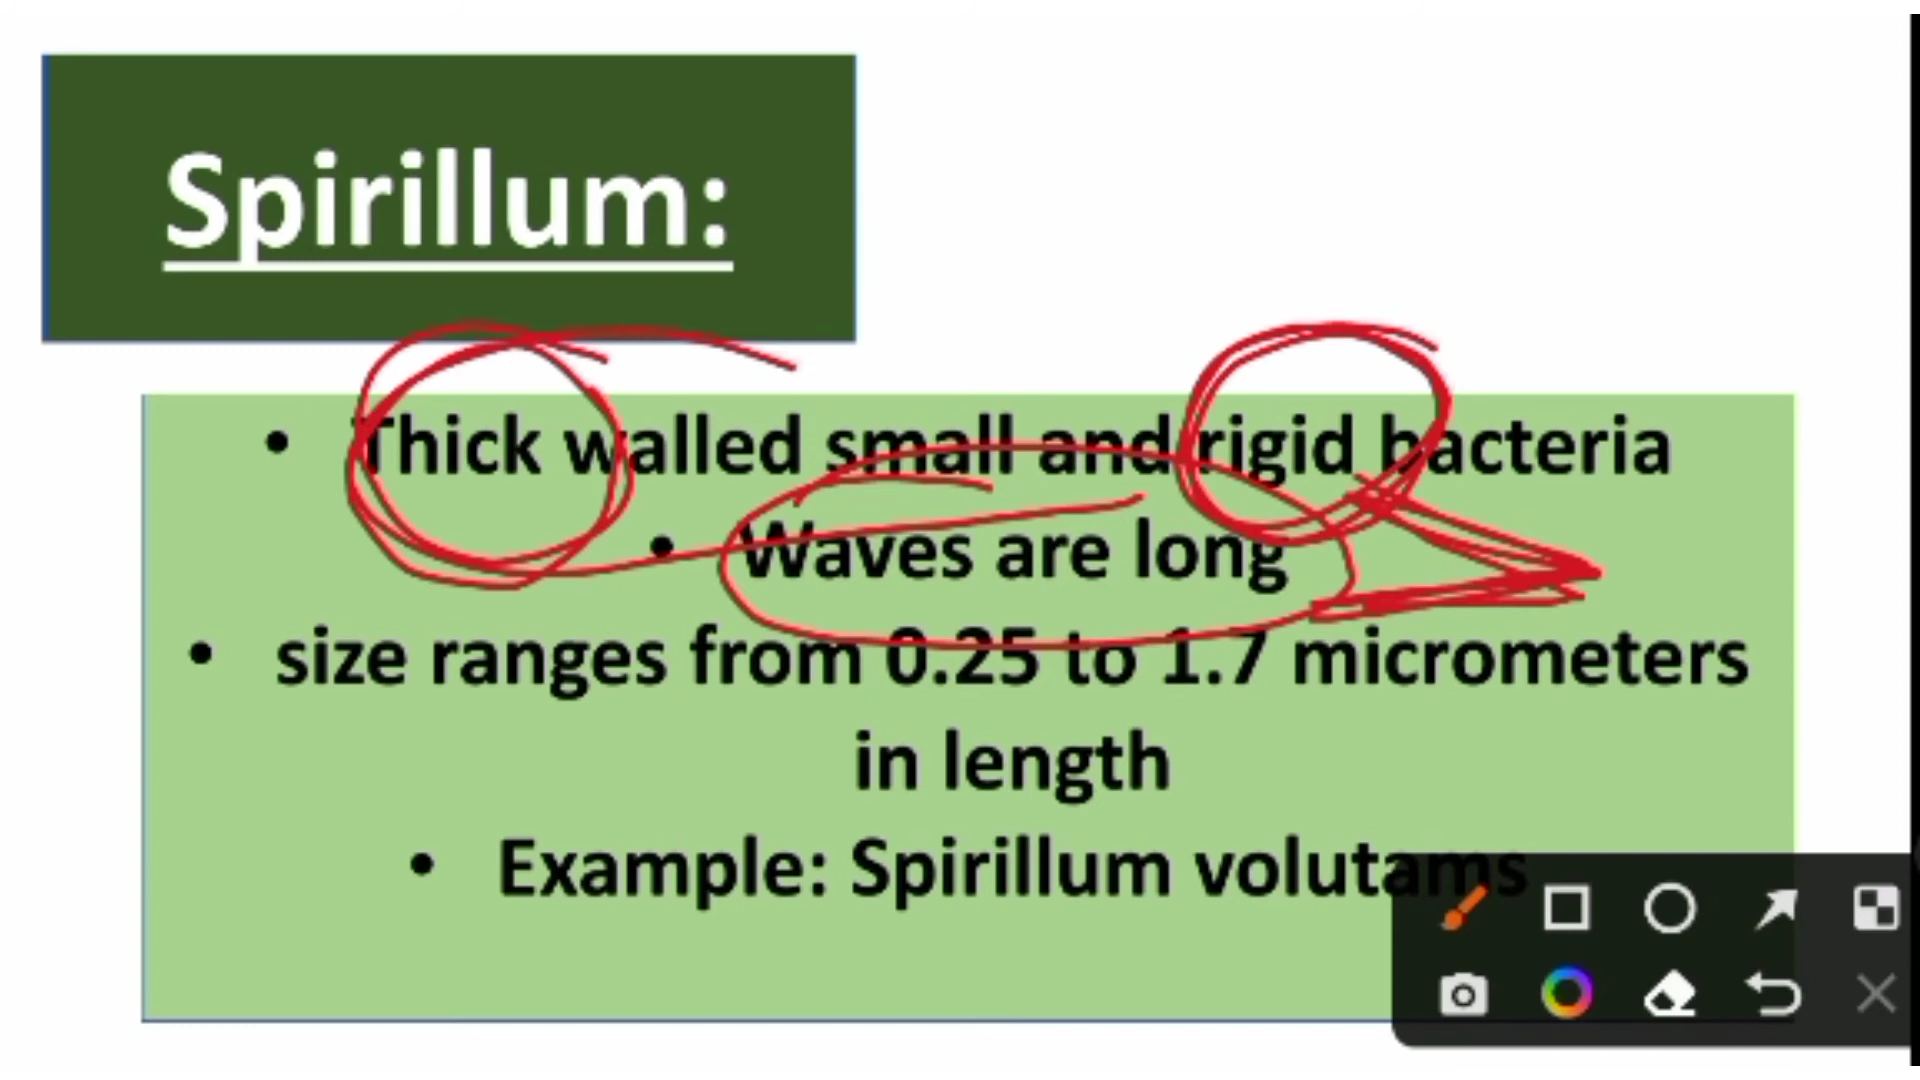 Spirillum:
• Thick walled small and rigid bacteria
• Waves are long
• size ranges from 0.25 to 1.7 micrometers
in length
• Example: Spirillum volutams